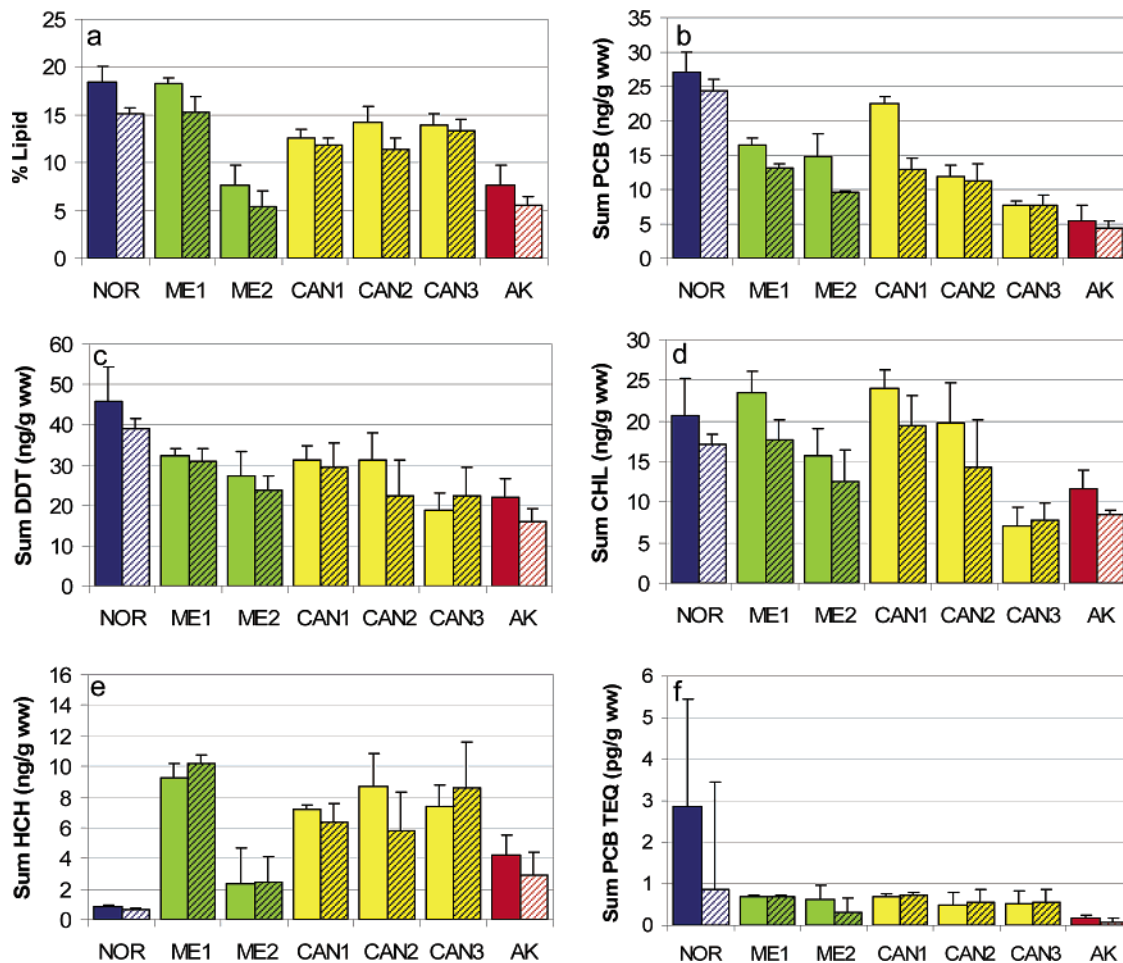 a
% Lipid
25
20
15
10
5
0
NOR ME1 ME2 CAN1 CAN2 CAN3 AK
b
Sum PCB (ng/g ww)
35
30
25
20
15
10
5
0
NOR ME1 ME2 CAN1 CAN2 CAN3 AK
c
Sum DDT (ng/g ww)
60
50
40
30
20
10
0
NOR ME1 ME2 CAN1 CAN2 CAN3 AK
d
Sum CHL (ng/g ww)
30
25
20
15
10
5
0
NOR ME1 ME2 CAN1 CAN2 CAN3 AK
e
Sum HCH (ng/g ww)
16
14
12
10
8
6
4
2
0
NOR ME1 ME2 CAN1 CAN2 CAN3 AK
f
Sum PCB TEQ (pg/g ww)
6
5
4
3
2
1
0
NOR ME1 ME2 CAN1 CAN2 CAN3 AK